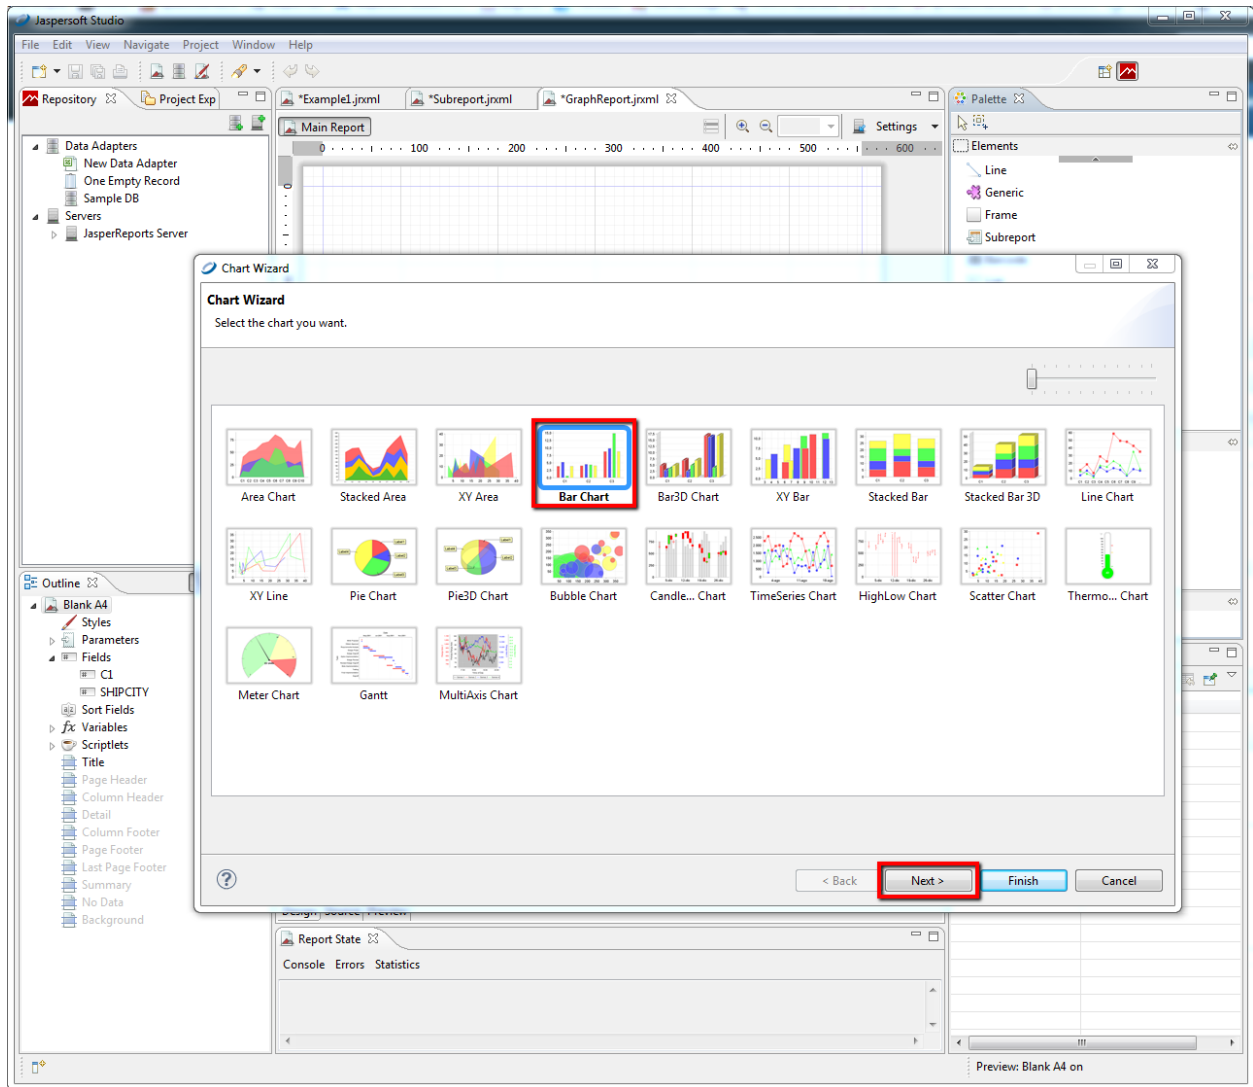 Jaspersoft Studio
File Edit View Navigate Project Window Help
Repository Project Exp
*Example1.jrxml *Subreport.jrxml *GraphReport.jrxml
Palette
Main Report
Settings
0 100 200 300 400 500 600
Data Adapters
New Data Adapter
One Empty Record
Sample DB
Servers
JasperReports Server
Elements
Line
Generic
Frame
Subreport
Chart Wizard
Chart Wizard
Select the chart you want.
Area Chart Stacked Area XY Area Bar Chart Bar3D Chart XY Bar Stacked Bar Stacked Bar 3D Line Chart
XY Line Pie Chart Pie3D Chart Bubble Chart Candle... Chart TimeSeries Chart HighLow Chart Scatter Chart Thermo... Chart
Meter Chart Gantt MultiAxis Chart
< Back Next > Finish Cancel
Outline
Blank A4
Styles
Parameters
Fields
C1
SHIPCITY
Sort Fields
fx Variables
Scriptlets
Title
Page Header
Column Header
Detail
Column Footer
Page Footer
Last Page Footer
Summary
No Data
Background
Design Source Preview
Report State
Console Errors Statistics
Preview: Blank A4 on